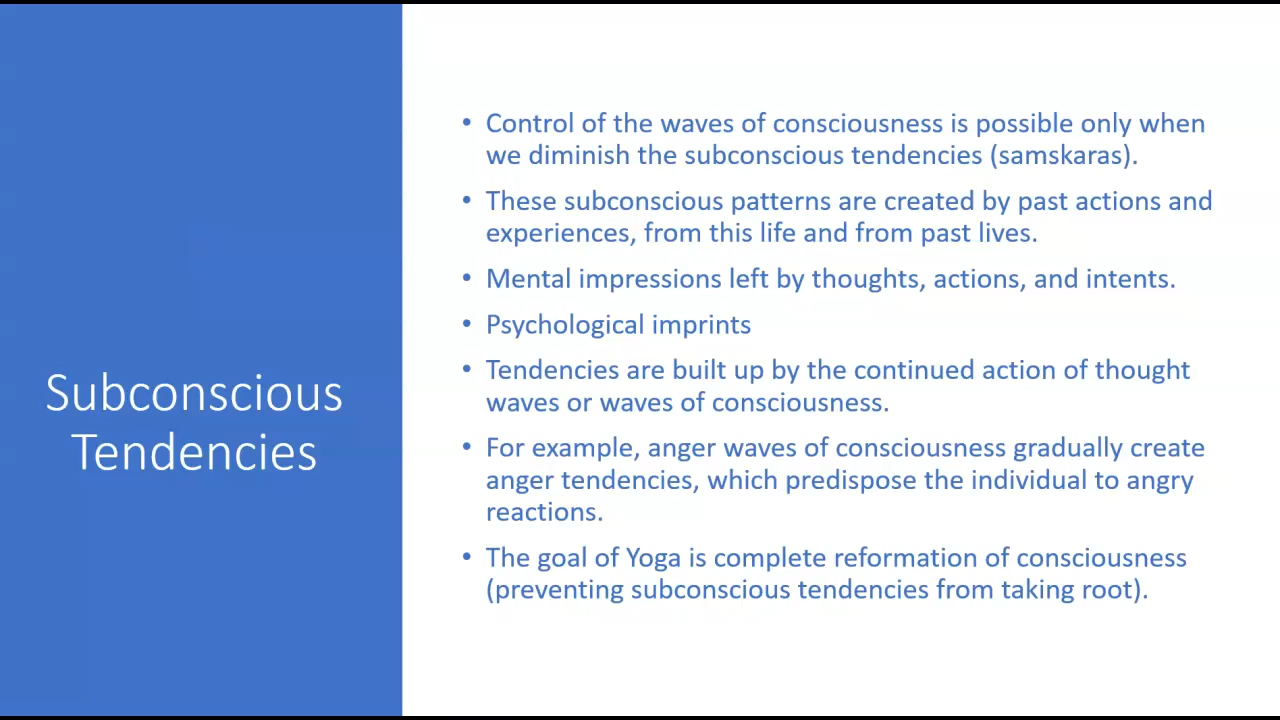 Subconscious
Tendencies
• Control of the waves of consciousness is possible only when
we diminish the subconscious tendencies (samskaras).
• These subconscious patterns are created by past actions and
experiences, from this life and from past lives.
• Mental impressions left by thoughts, actions, and intents.
• Psychological imprints
• Tendencies are built up by the continued action of thought
waves or waves of consciousness.
• For example, anger waves of consciousness gradually create
anger tendencies, which predispose the individual to angry
reactions.
• The goal of Yoga is complete reformation of consciousness
(preventing subconscious tendencies from taking root).